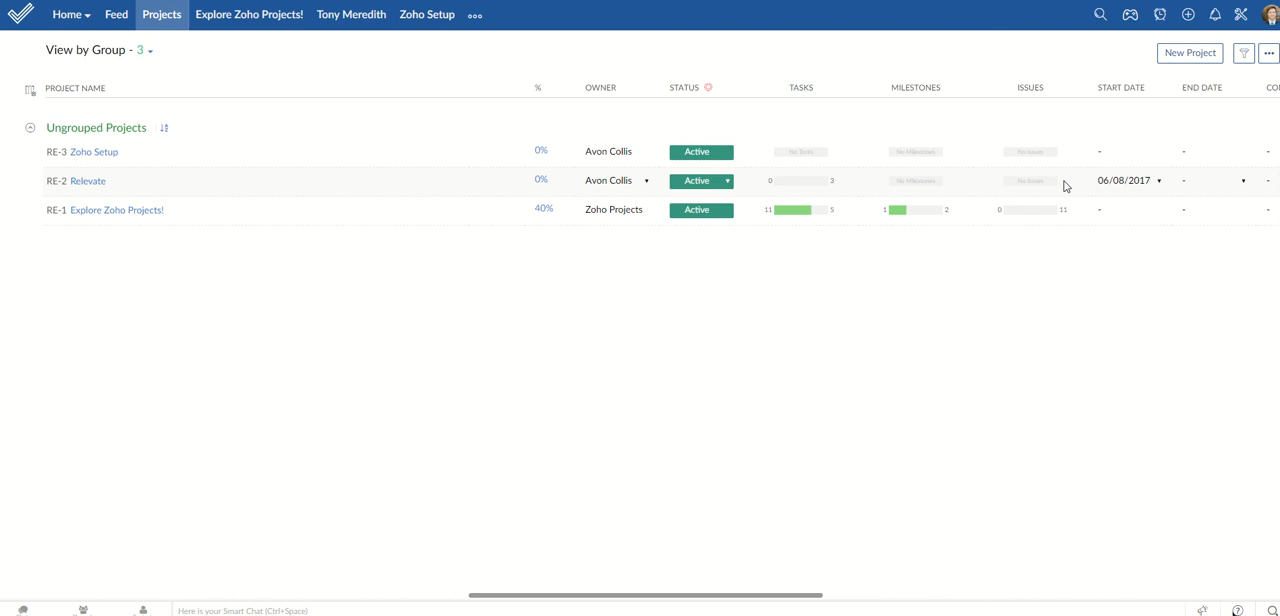 Home Feed Projects Explore Zoho Projects! Tony Meredith Zoho Setup
View by Group - 3
New Project
PROJECT NAME % OWNER STATUS TASKS MILESTONES ISSUES START DATE END DATE CO
Ungrouped Projects
RE-3 Zoho Setup 0% Avon Collis Active No Tasks No Milestones No Issues - - -
RE-2 Relevate 0% Avon Collis Active 0 3 No Milestones No Issues 06/08/2017 - -
RE-1 Explore Zoho Projects! 40% Zoho Projects Active 11 5 1 2 0 11 - - -
Here is your Smart Chat (Ctrl+Space)